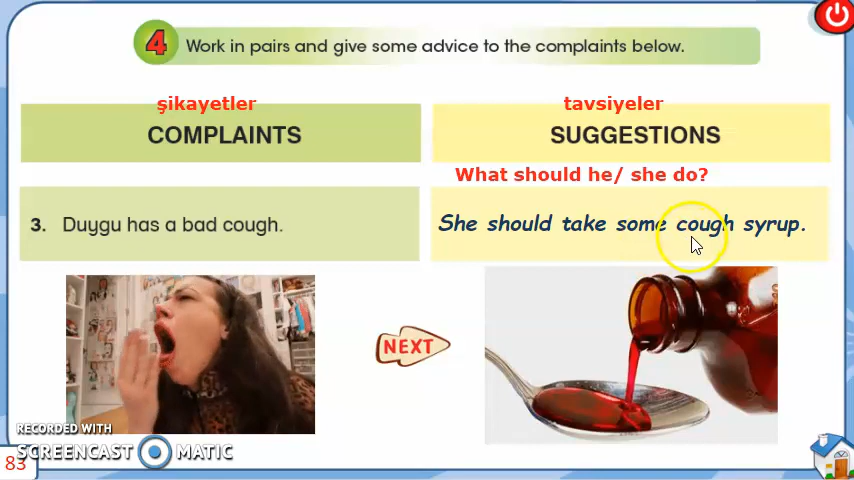 4 Work in pairs and give some advice to the complaints below.
şikayetler
COMPLAINTS
tavsiyeler
SUGGESTIONS
What should he/ she do?
3. Duygu has a bad cough.
She should take some cough syrup.
NEXT
RECORDED WITH
SCREENCAST MATIC
83